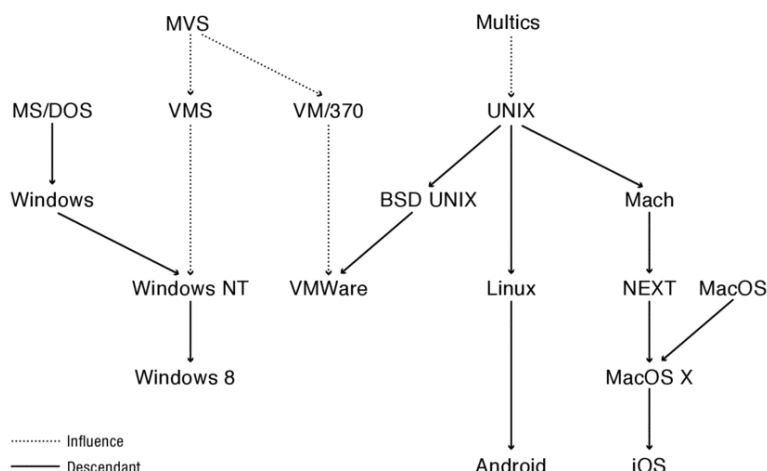 MVS Multics
MS/DOS VMS VM/370 UNIX
Windows BSD UNIX Mach
Windows NT VMWare Linux NEXT MacOS
Windows 8 MacOS X
Influence
Descendant
Android iOS